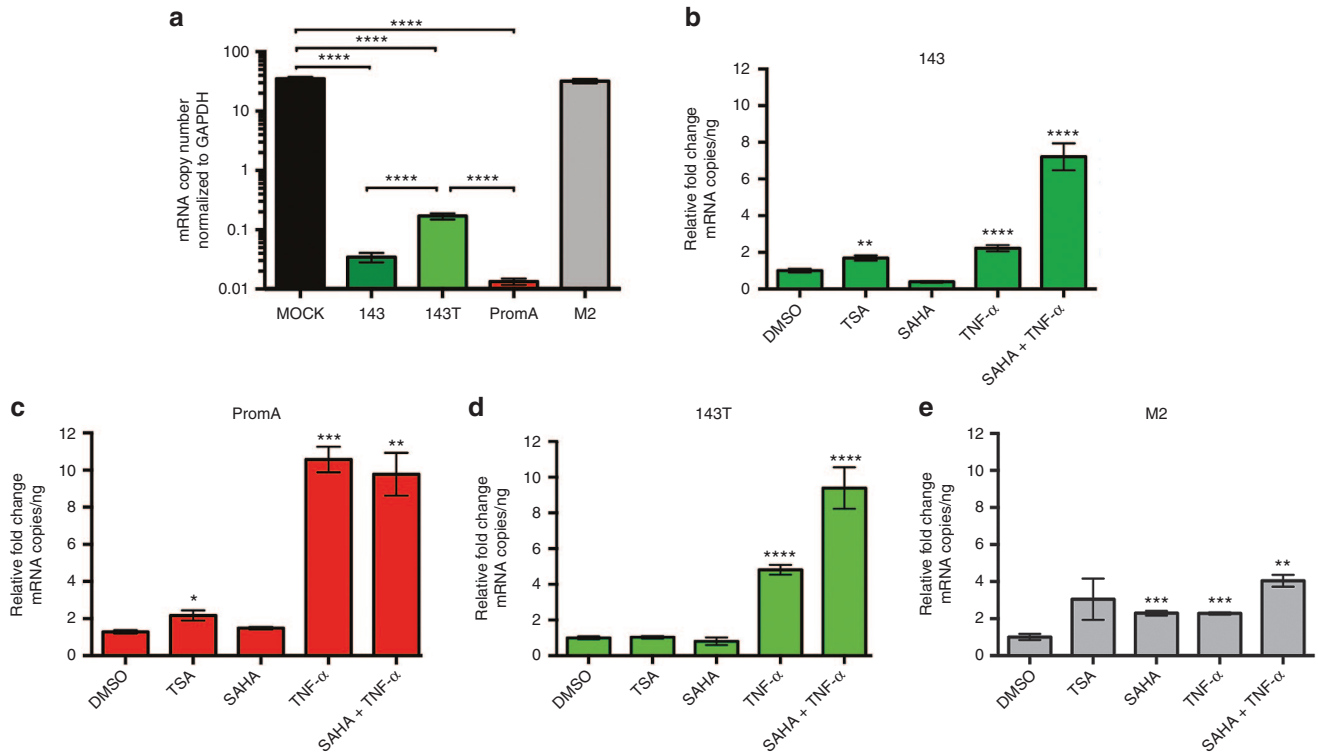 a
****
****
****
100
10
1
0.1
0.01
mRNA copy number
normalized to GAPDH
****
****
MOCK
143
143T
PromA
M2
b
143
12
10
8
6
4
2
0
Relative fold change
mRNA copies/ng
**
****
****
DMSO
TSA
SAHA
TNF-α
SAHA + TNF-α
c
PromA
12
10
8
6
4
2
0
Relative fold change
mRNA copies/ng
*
***
**
DMSO
TSA
SAHA
TNF-α
SAHA + TNF-α
d
143T
12
10
8
6
4
2
0
Relative fold change
mRNA copies/ng
****
****
DMSO
TSA
SAHA
TNF-α
SAHA + TNF-α
e
M2
12
10
8
6
4
2
0
Relative fold change
mRNA copies/ng
***
***
**
DMSO
TSA
SAHA
TNF-α
SAHA + TNF-α